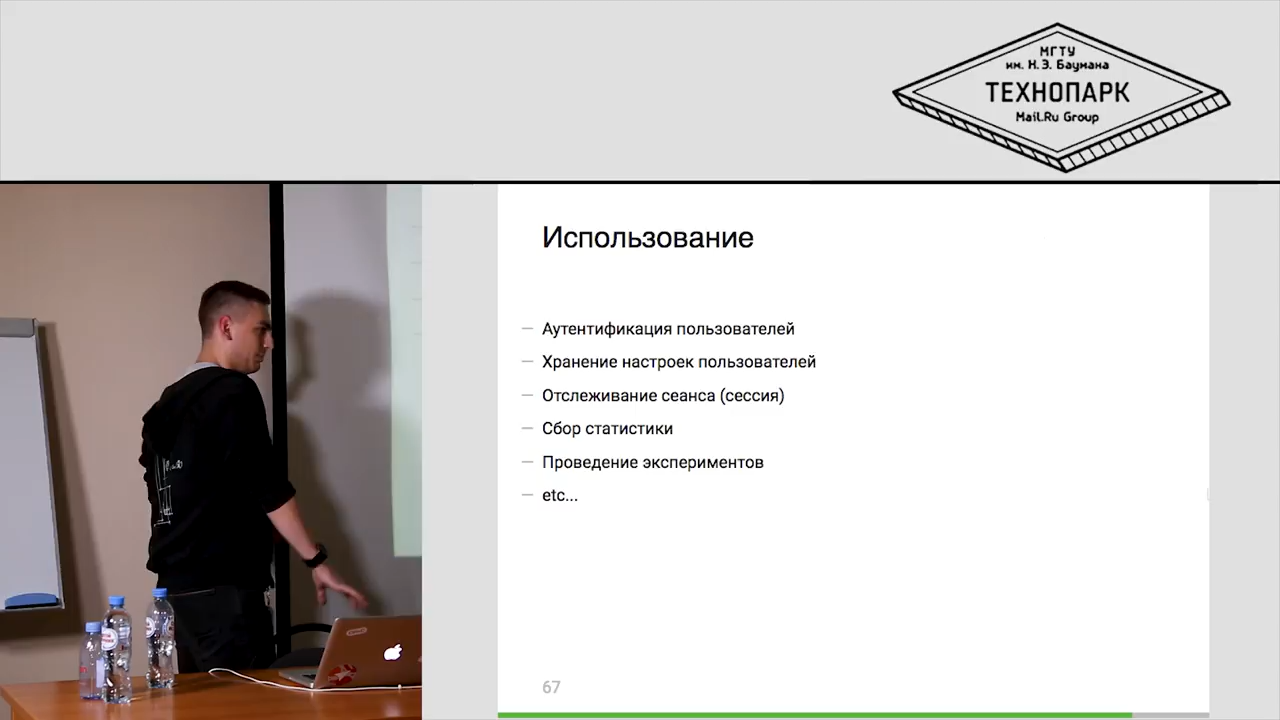 МГТУ
им. Н.Э. Баумана
ТЕХНОПАРК
Mail.Ru Group
Использование
— Аутентификация пользователей
— Хранение настроек пользователей
— Отслеживание сеанса (сессия)
— Сбор статистики
— Проведение экспериментов
— etc...
67